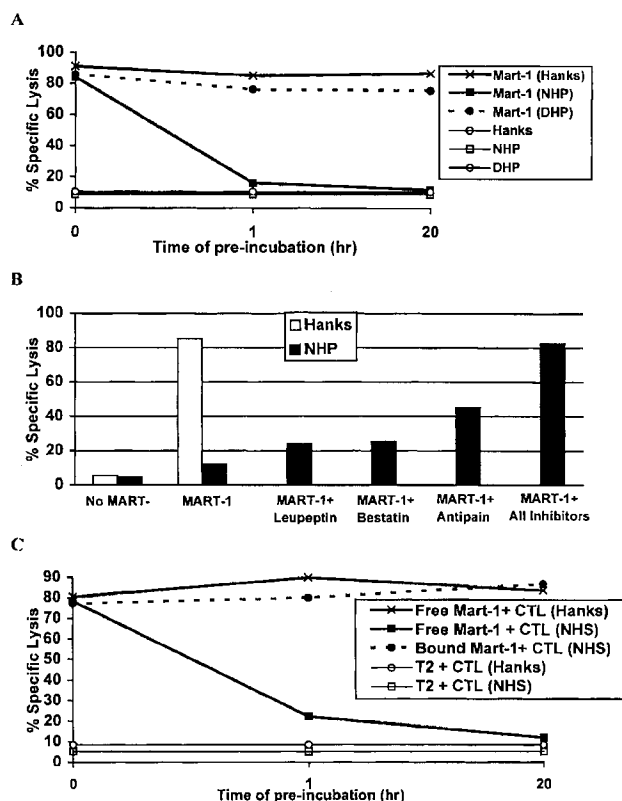 A
100
80
60
40
20
0
% Specific Lysis
0
1
20
Time of pre-incubation (hr)
Mart-1 (Hanks)
Mart-1 (NHP)
Mart-1 (DHP)
Hanks
NHP
DHP
B
100
80
60
40
20
0
% Specific Lysis
Hanks
NHP
No MART-
MART-1
MART-1+
Leupeptin
MART-1+
Bestatin
MART-1+
Antipain
MART-1+
All Inhibitors
C
90
80
70
60
50
40
30
20
10
0
% Specific Lysis
0
1
20
Time of pre-incubation (hr)
Free Mart-1+ CTL (Hanks)
Free Mart-1 + CTL (NHS)
Bound Mart-1+ CTL (NHS)
T2 + CTL (Hanks)
T2 + CTL (NHS)